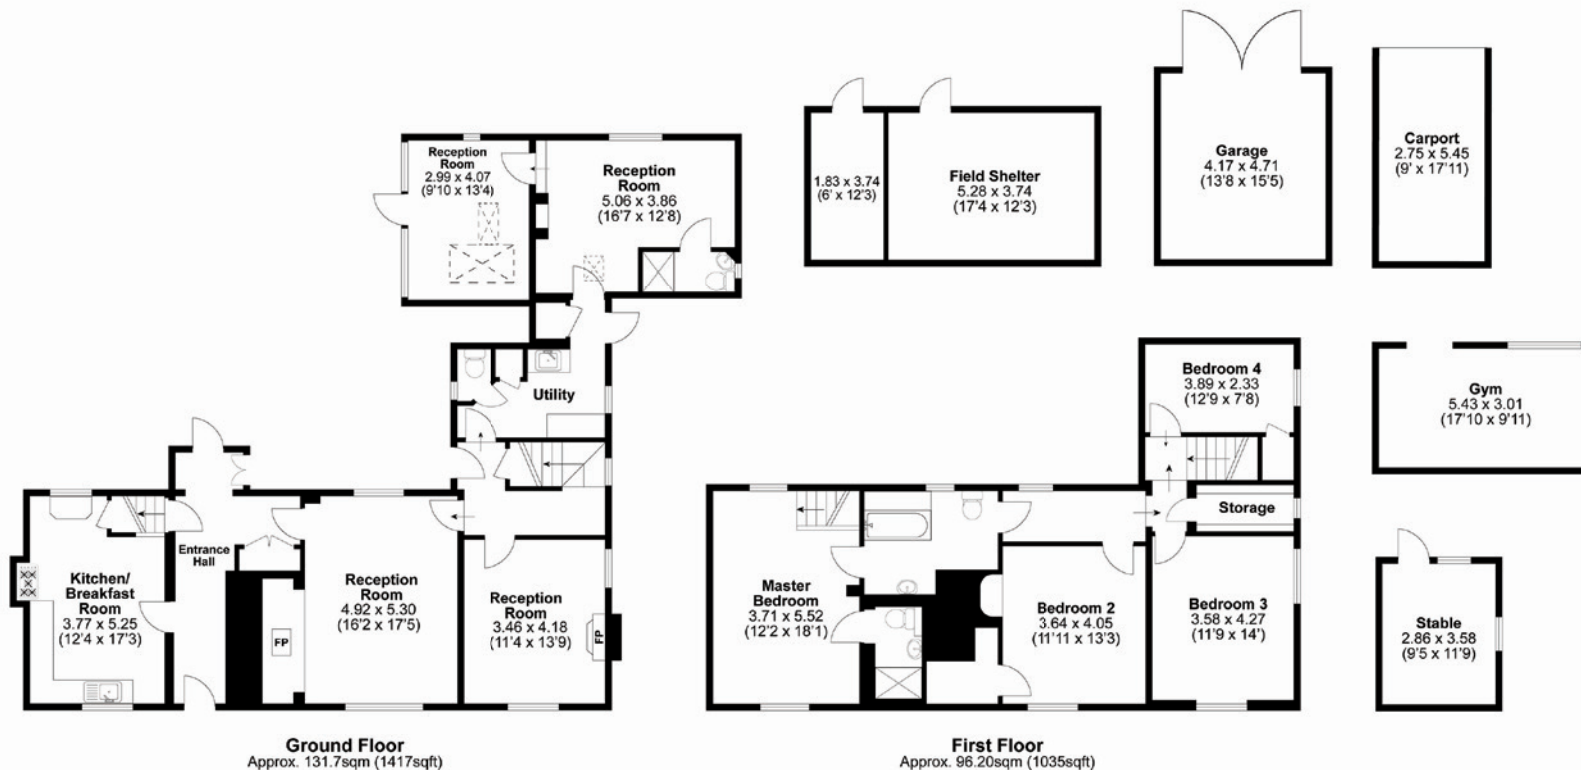 Reception
Room
2.99 x 4.07
(9'10 x 13'4)
Reception
Room
5.06 x 3.86
(16'7 x 12'8)
Utility
Entrance
Hall
Kitchen/
Breakfast
Room
3.77 x 5.25
(12'4 x 17'3)
FP
Reception
Room
4.92 x 5.30
(16'2 x 17'5)
Reception
Room
3.46 x 4.18
(11'4 x 13'9)
FP
Ground Floor
Approx. 131.7sqm (1417sqft)
1.83 x 3.74
(6' x 12'3)
Field Shelter
5.28 x 3.74
(17'4 x 12'3)
Garage
4.17 x 4.71
(13'8 x 15'5)
Carport
2.75 x 5.45
(9' x 17'11)
Bedroom 4
3.89 x 2.33
(12'9 x 7'8)
Storage
Master
Bedroom
3.71 x 5.52
(12'2 x 18'1)
Bedroom 2
3.64 x 4.05
(11'11 x 13'3)
Bedroom 3
3.58 x 4.27
(11'9 x 14')
First Floor
Approx. 96.20sqm (1035sqft)
Gym
5.43 x 3.01
(17'10 x 9'11)
Stable
2.86 x 3.58
(9'5 x 11'9)